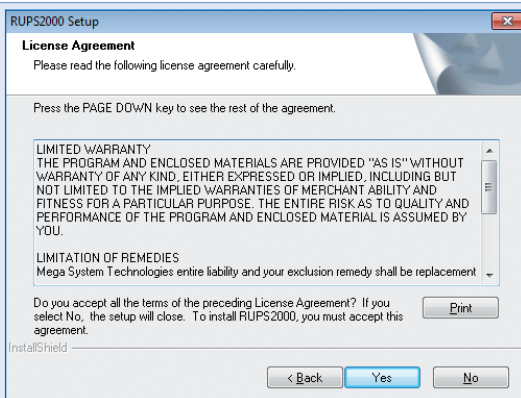 RUPS2000 Setup
License Agreement
Please read the following license agreement carefully.
Press the PAGE DOWN key to see the rest of the agreement.
LIMITED WARRANTY
THE PROGRAM AND ENCLOSED MATERIALS ARE PROVIDED "AS IS" WITHOUT
WARRANTY OF ANY KIND, EITHER EXPRESSED OR IMPLIED, INCLUDING BUT
NOT LIMITED TO THE IMPLIED WARRANTIES OF MERCHANT ABILITY AND
FITNESS FOR A PARTICULAR PURPOSE. THE ENTIRE RISK AS TO QUALITY AND
PERFORMANCE OF THE PROGRAM AND ENCLOSED MATERIAL IS ASSUMED BY
YOU.
LIMITATION OF REMEDIES
Mega System Technologies entire liability and your exclusion remedy shall be replacement
Do you accept all the terms of the preceding License Agreement? If you
select No, the setup will close. To install RUPS2000, you must accept this
agreement.
Print
InstallShield
< Back
Yes
No